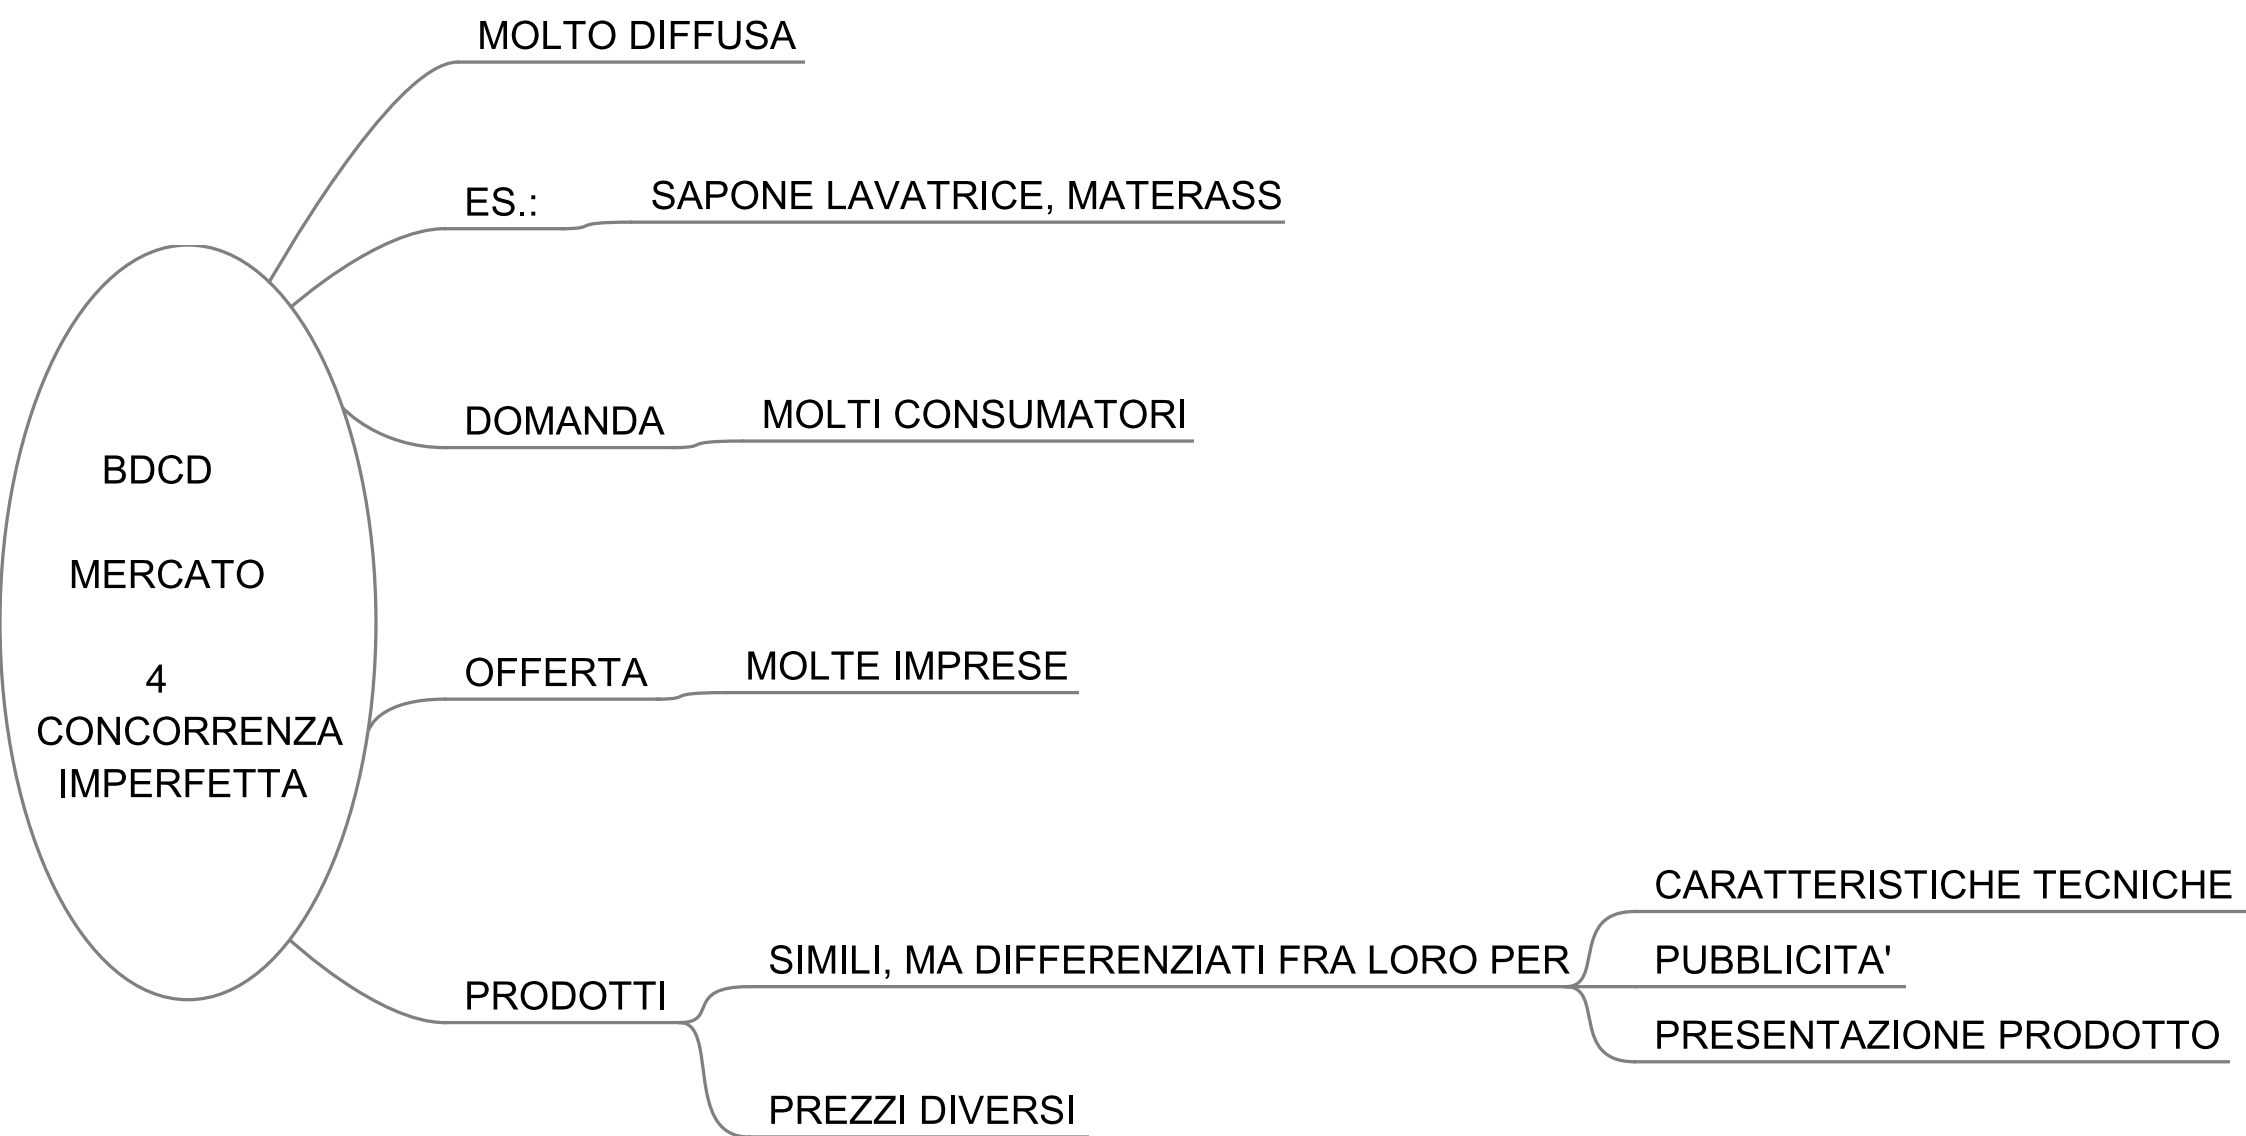 MOLTO DIFFUSA
ES.:
SAPONE LAVATRICE, MATERASS
DOMANDA
MOLTI CONSUMATORI
BDCD
MERCATO
4
CONCORRENZA
IMPERFETTA
OFFERTA
MOLTE IMPRESE
PRODOTTI
SIMILI, MA DIFFERENZIATI FRA LORO PER
CARATTERISTICHE TECNICHE
PUBBLICITA'
PRESENTAZIONE PRODOTTO
PREZZI DIVERSI